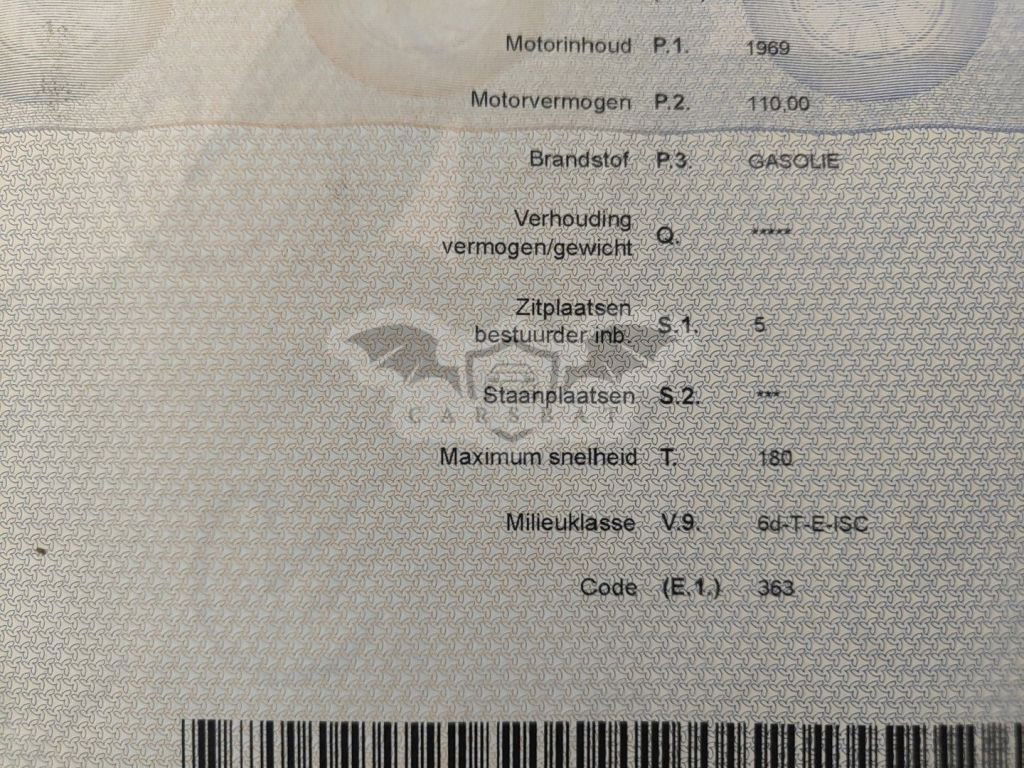 Motorinhoud P.1. 1969
Motorvermogen P.2. 110,00
Brandstof P.3. GASOLIE
Verhouding
vermogen/gewicht Q. *****
Zitplaatsen
bestuurder inb. S.1. 5
CARSBAT
Staanplaatsen S.2. ***
Maximum snelheid T. 180
Milieuklasse V.9. 6d-T-E-ISC
Code (E.1.) 363